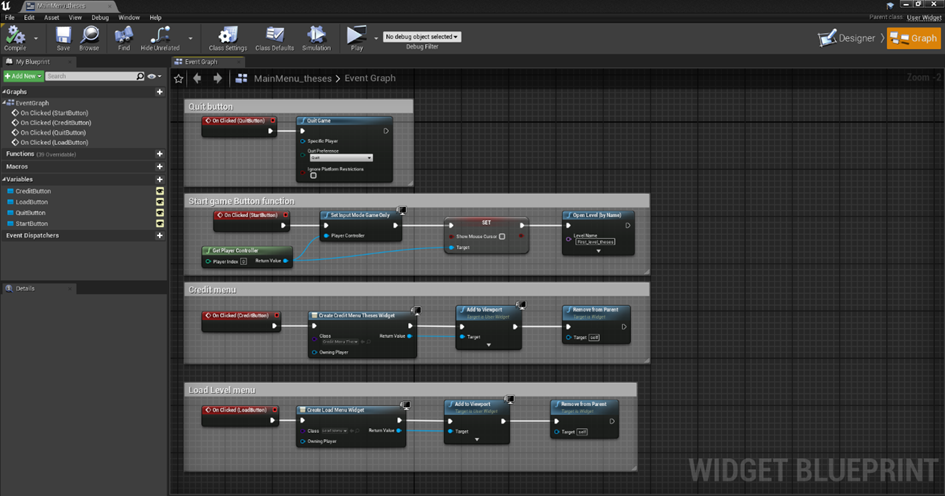 MainMenu_theses
File Edit Asset View Debug Window Help
Parent class: User Widget
Compile
Save
Browse
Find
Hide Unrelated
Class Settings
Class Defaults
Simulation
Play
No debug object selected
Debug Filter
Designer
Graph
My Blueprint
+Add New
Search
Graphs
EventGraph
On Clicked (StartButton)
On Clicked (CreditButton)
On Clicked (QuitButton)
On Clicked (LoadButton)
Functions (39 Overridable)
Macros
Variables
CreditButton
LoadButton
QuitButton
StartButton
Event Dispatchers
Details
Event Graph
MainMenu_theses > Event Graph
Zoom -2
Quit button
On Clicked (QuitButton)
Quit Game
Specific Player
Quit Preference
Quit
Ignore Platform Restrictions
Start game Button function
On Clicked (StartButton)
Set Input Mode Game Only
Player Controller
Get Player Controller
Player Index 0
Return Value
SET
Show Mouse Cursor
Target
Open Level (by Name)
Level Name
First_level_theses
Credit menu
On Clicked (CreditButton)
Create Credit Menu Theses Widget
Class
Return Value
Owning Player
Add to Viewport
Target is User Widget
Target
Remove from Parent
Target is Widget
Target self
Load Level menu
On Clicked (LoadButton)
Create Load Menu Widget
Class
Return Value
Owning Player
Add to Viewport
Target is User Widget
Target
Remove from Parent
Target is Widget
Target self
WIDGET BLUEPRINT